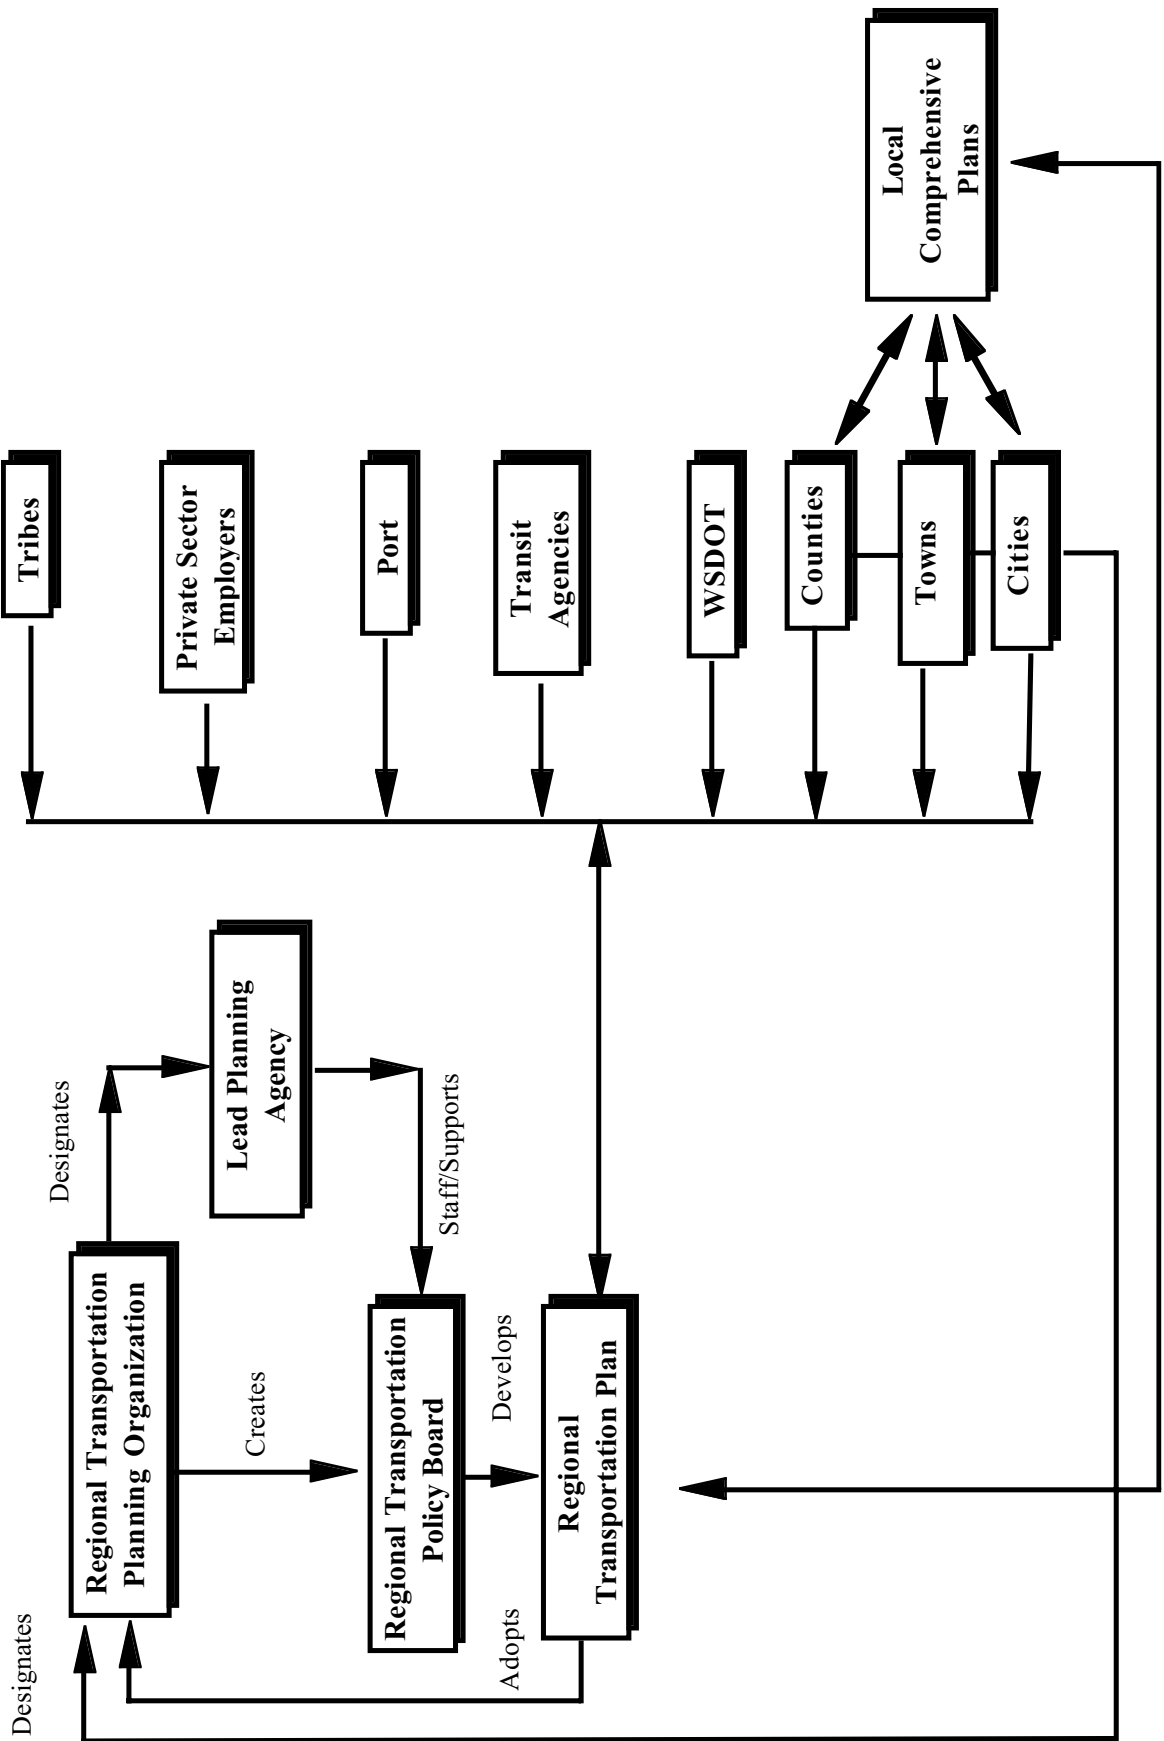 Designates
Regional Transportation
Planning Organization
Designates
Creates
Lead Planning
Agency
Staff/Supports
Regional Transportation
Policy Board
Adopts
Develops
Regional
Transportation Plan
Tribes
Private Sector
Employers
Port
Transit
Agencies
WSDOT
Counties
Towns
Cities
Local
Comprehensive
Plans